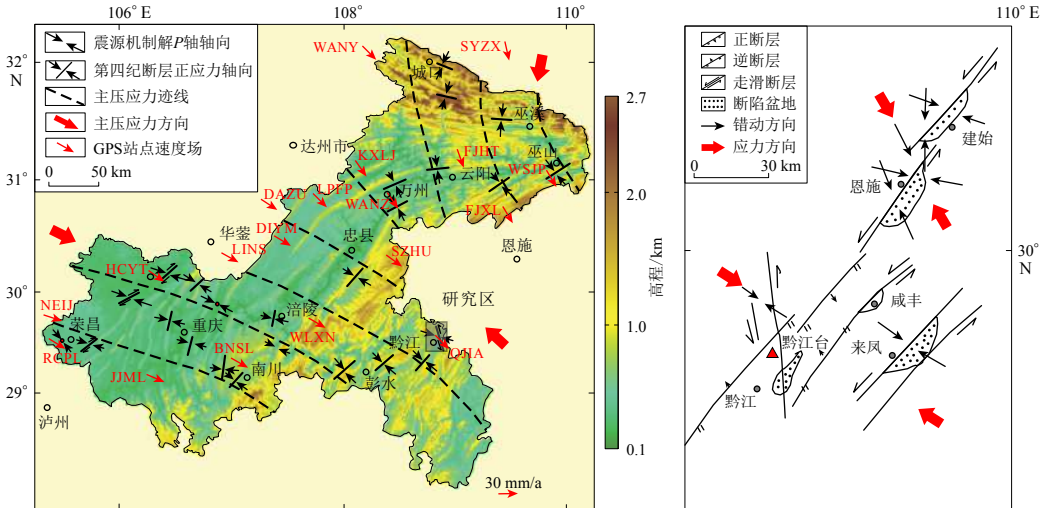 106°E
108°
110°
32°
N
31°
30°
29°
震源机制解P轴轴向
第四纪断层正应力轴向
主压应力迹线
主压应力方向
GPS站点速度场
0 50 km
WANY
SYZX
城口
巫溪
达州市
KXLJ
FJBT
巫山
WSJP
云阳
万州
LPFP
DAZU
WANZ
FJXL
华蓥
DIYM
忠县
恩施
LINS
SZHU
HCYT
NEIJ
研究区
荣昌
重庆
涪陵
WLXN
黔江
QJIA
RCPL
BNSL
南川
彭水
JJML
泸州
30 mm/a
2.7
2.0
1.0
0.1
高程/km
110°E
正断层
逆断层
走滑断层
断陷盆地
错动方向
应力方向
0 30 km
建始
恩施
30°
N
咸丰
黔江台
来凤
黔江